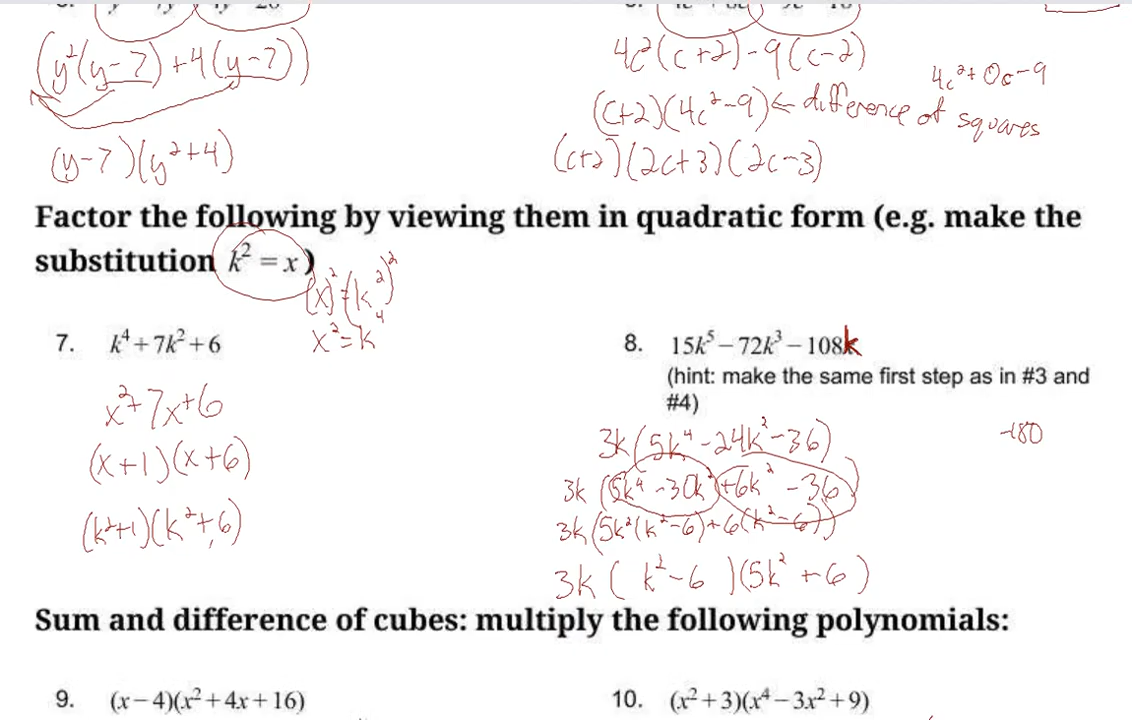 (y²(y-7)+4(y-7))
(y-7)(y²+4)
4c²(c+2)-9(c-2)
4c²+0c-9
(c+2)(4c²-9)← difference of squares
(c+2)(2c+3)(2c-3)
Factor the following by viewing them in quadratic form (e.g. make the
substitution k² = x)
(x)²=(k²)²
x²=k⁴
7. k⁴+7k²+6
x²+7x+6
(x+1)(x+6)
(k²+1)(k²+6)
8. 15k⁵ – 72k³ – 108k
(hint: make the same first step as in #3 and
#4)
-180
3k(5k⁴-24k²-36)
3k(5k⁴-30k²+6k²-36)
3k(5k²(k²-6)+6(k²-6))
3k(k²-6)(5k²+6)
Sum and difference of cubes: multiply the following polynomials:
9. (x – 4)(x² + 4x + 16)
10. (x² + 3)(x⁴ – 3x² + 9)